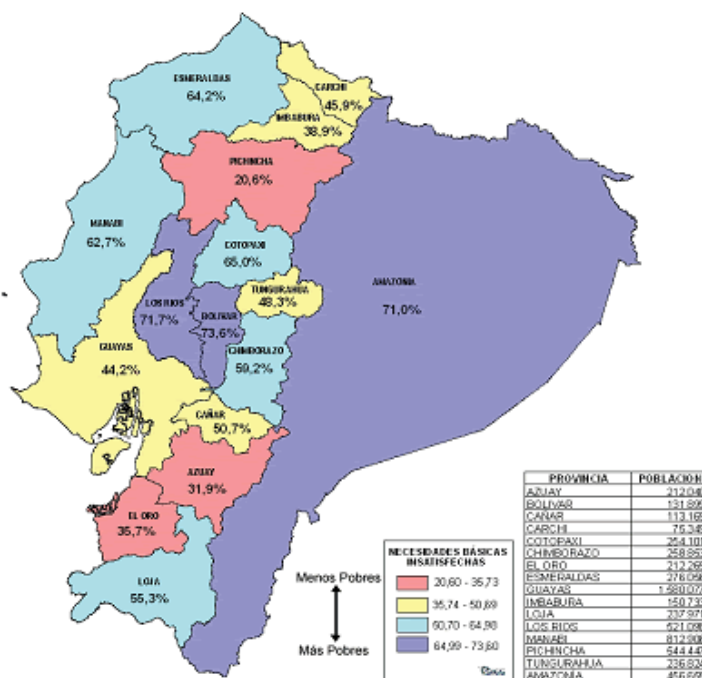 ESMERALDAS
64,2%
CARCHI
45,9%
IMBABURA
38,9%
PICHINCHA
20,6%
MANABI
62,7%
COTOPAXI
65,0%
TUNGURAHUA
48,3%
AMAZONIA
71,0%
LOS RIOS
71,7%
BOLIVAR
73,6%
GUAYAS
44,2%
CHIMBORAZO
59,2%
CAÑAR
50,7%
AZUAY
31,9%
EL ORO
35,7%
LOJA
55,3%
NECESIDADES BÁSICAS
INSATISFECHAS
Menos Pobres
Más Pobres
20,60 - 35,73
35,74 - 50,69
50,70 - 64,98
64,99 - 73,60
PROVINCIA POBLACION
AZUAY
BOLIVAR
CAÑAR
CARCHI
COTOPAXI
CHIMBORAZO
EL ORO
ESMERALDAS
GUAYAS
IMBABURA
LOJA
LOS RIOS
MANABI
PICHINCHA
TUNGURAHUA
AMAZONÍA